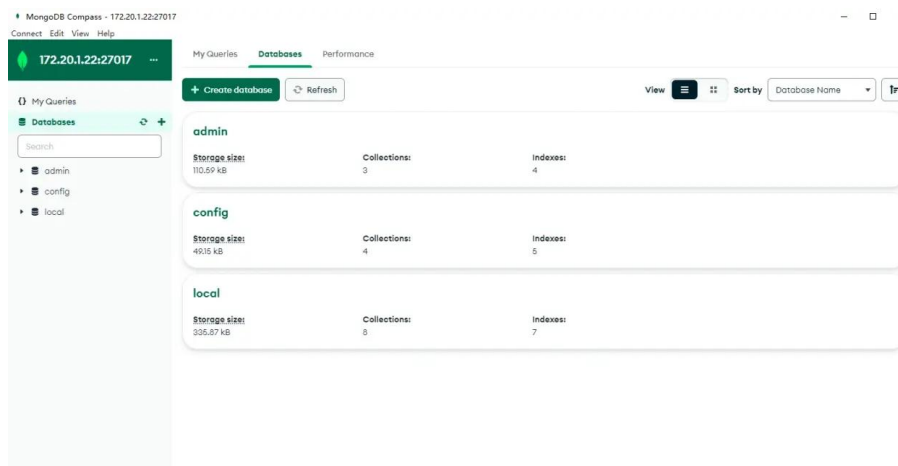 MongoDB Compass - 172.20.1.22:27017
Connect Edit View Help
172.20.1.22:27017 ...
My Queries Databases Performance
+ Create database Refresh View Sort by Database Name
{} My Queries
Databases
Search
admin
config
local
admin
Storage size: Collections: Indexes:
110.59 kB 3 4
config
Storage size: Collections: Indexes:
49.15 kB 4 5
local
Storage size: Collections: Indexes:
335.87 kB 8 7